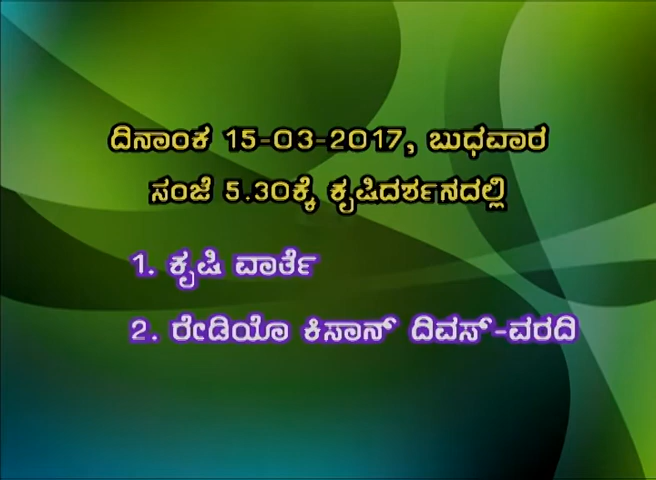 ದಿನಾಂಕ 15-03-2017, ಬುಧವಾರ
ಸಂಜೆ 5.30ಕ್ಕೆ ಕೃಷಿದರ್ಶನದಲ್ಲಿ
1. ಕೃಷಿ ವಾರ್ತೆ
2. ರೇಡಿಯೊ ಕಿಸಾನ್ ದಿವಸ್-ವರದಿ